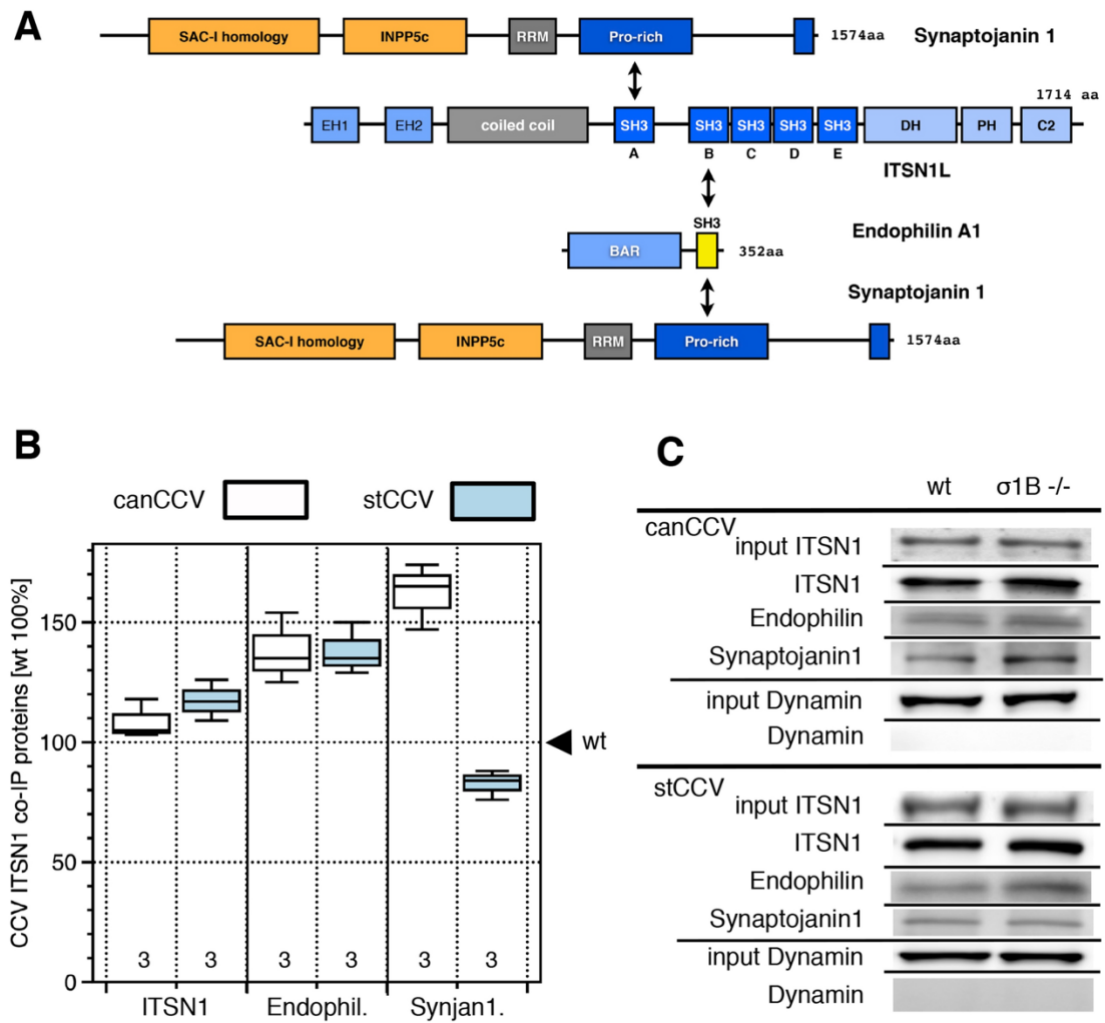 A
SAC-I homology INPP5c RRM Pro-rich 1574aa Synaptojanin 1
1714 aa
EH1 EH2 coiled coil SH3 SH3 SH3 SH3 SH3 DH PH C2
A B C D E
ITSN1L
SH3
Endophilin A1
BAR 352aa
Synaptojanin 1
SAC-I homology INPP5c RRM Pro-rich 1574aa
B
canCCV stCCV
CCV ITSN1 co-IP proteins [wt 100%]
150
100
50
0
wt
3 3 3 3 3 3
ITSN1 Endophil. Synjan1.
C
wt σ1B -/-
canCCV
input ITSN1
ITSN1
Endophilin
Synaptojanin1
input Dynamin
Dynamin
stCCV
input ITSN1
ITSN1
Endophilin
Synaptojanin1
input Dynamin
Dynamin